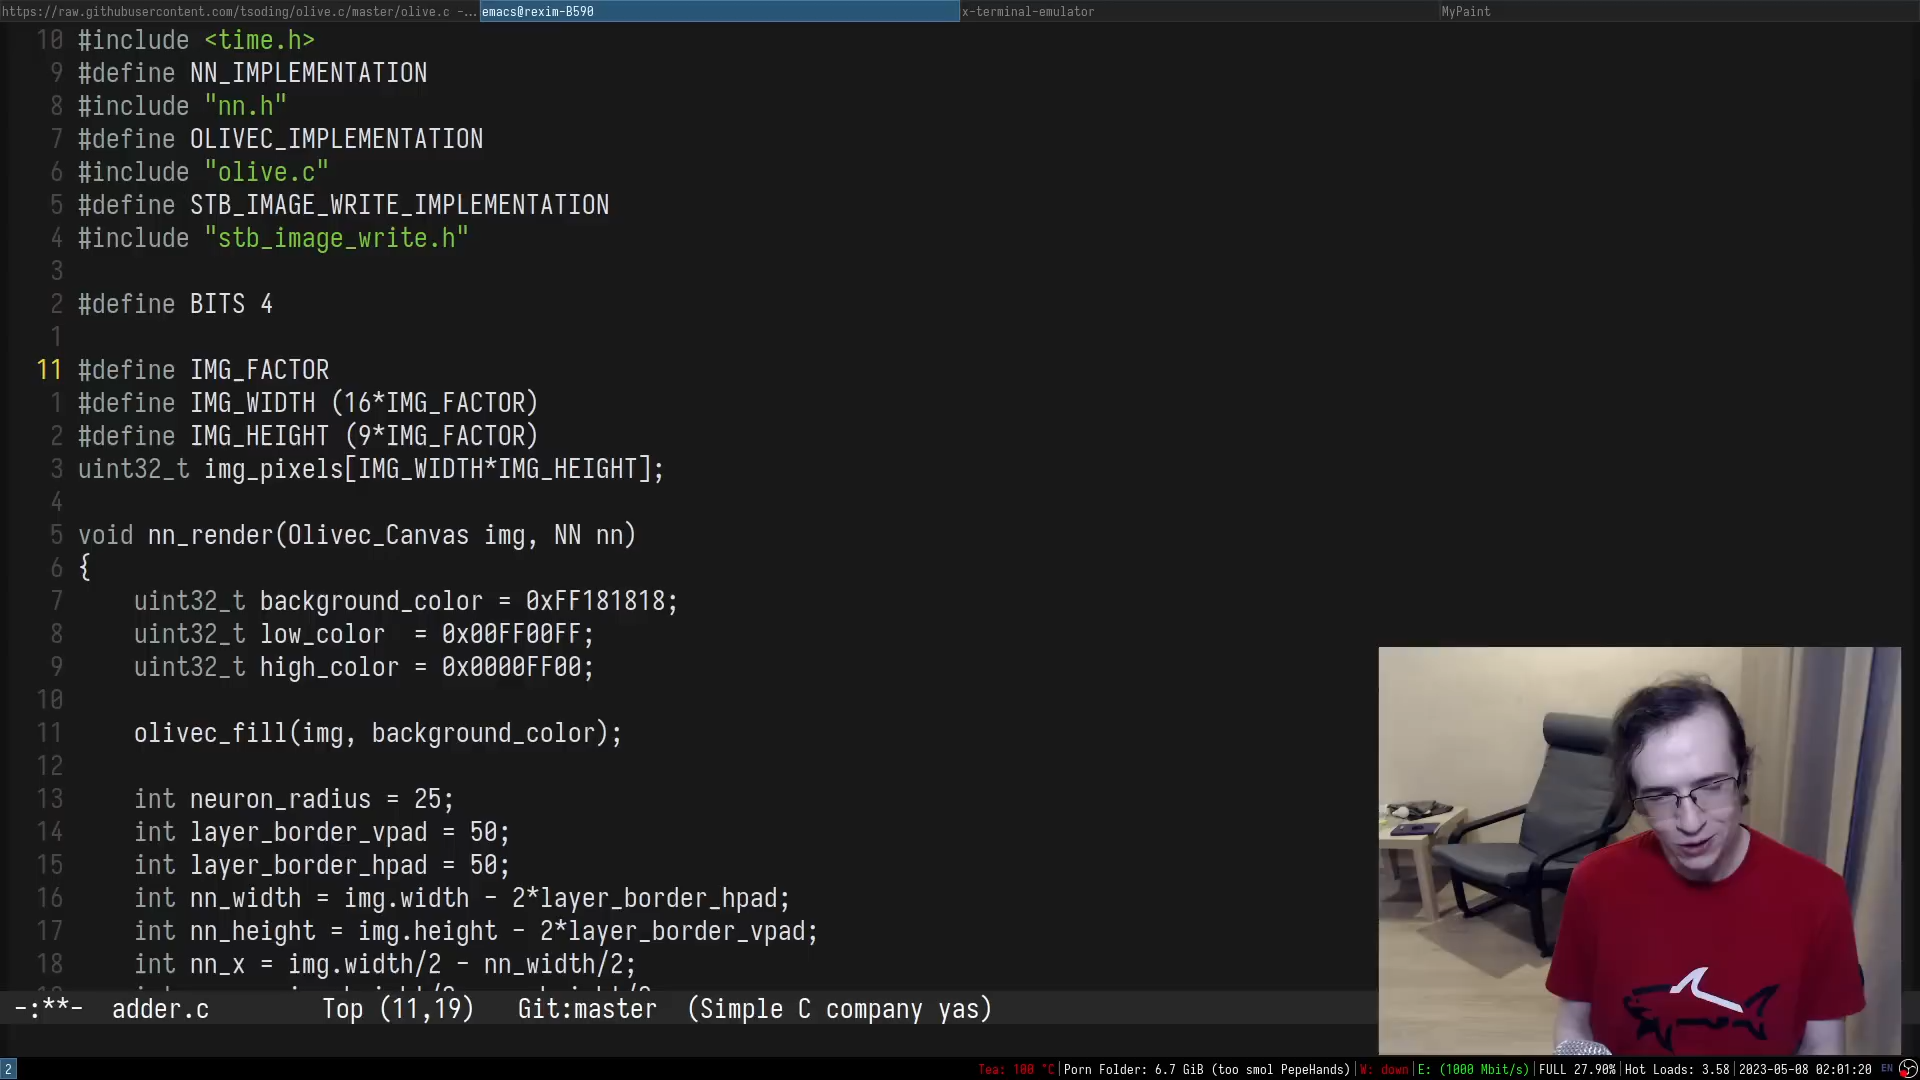 https://raw.githubusercontent.com/tsoding/olive.c/master/olive.c -... emacs@rexim-B590 x-terminal-emulator MyPaint
10 #include <time.h>
9 #define NN_IMPLEMENTATION
8 #include "nn.h"
7 #define OLIVEC_IMPLEMENTATION
6 #include "olive.c"
5 #define STB_IMAGE_WRITE_IMPLEMENTATION
4 #include "stb_image_write.h"
3
2 #define BITS 4
1
11 #define IMG_FACTOR
1 #define IMG_WIDTH (16*IMG_FACTOR)
2 #define IMG_HEIGHT (9*IMG_FACTOR)
3 uint32_t img_pixels[IMG_WIDTH*IMG_HEIGHT];
4
5 void nn_render(Olivec_Canvas img, NN nn)
6 {
7 uint32_t background_color = 0xFF181818;
8 uint32_t low_color = 0x00FF00FF;
9 uint32_t high_color = 0x0000FF00;
10
11 olivec_fill(img, background_color);
12
13 int neuron_radius = 25;
14 int layer_border_vpad = 50;
15 int layer_border_hpad = 50;
16 int nn_width = img.width - 2*layer_border_hpad;
17 int nn_height = img.height - 2*layer_border_vpad;
18 int nn_x = img.width/2 - nn_width/2;
-:**- adder.c Top (11,19) Git:master (Simple C company yas)
2 Tea: 100 °C|Porn Folder: 6.7 GiB (too smol PepeHands)|W: down|E: (1000 Mbit/s)|FULL 27.90%|Hot Loads: 3.58|2023-05-08 02:01:20 EN